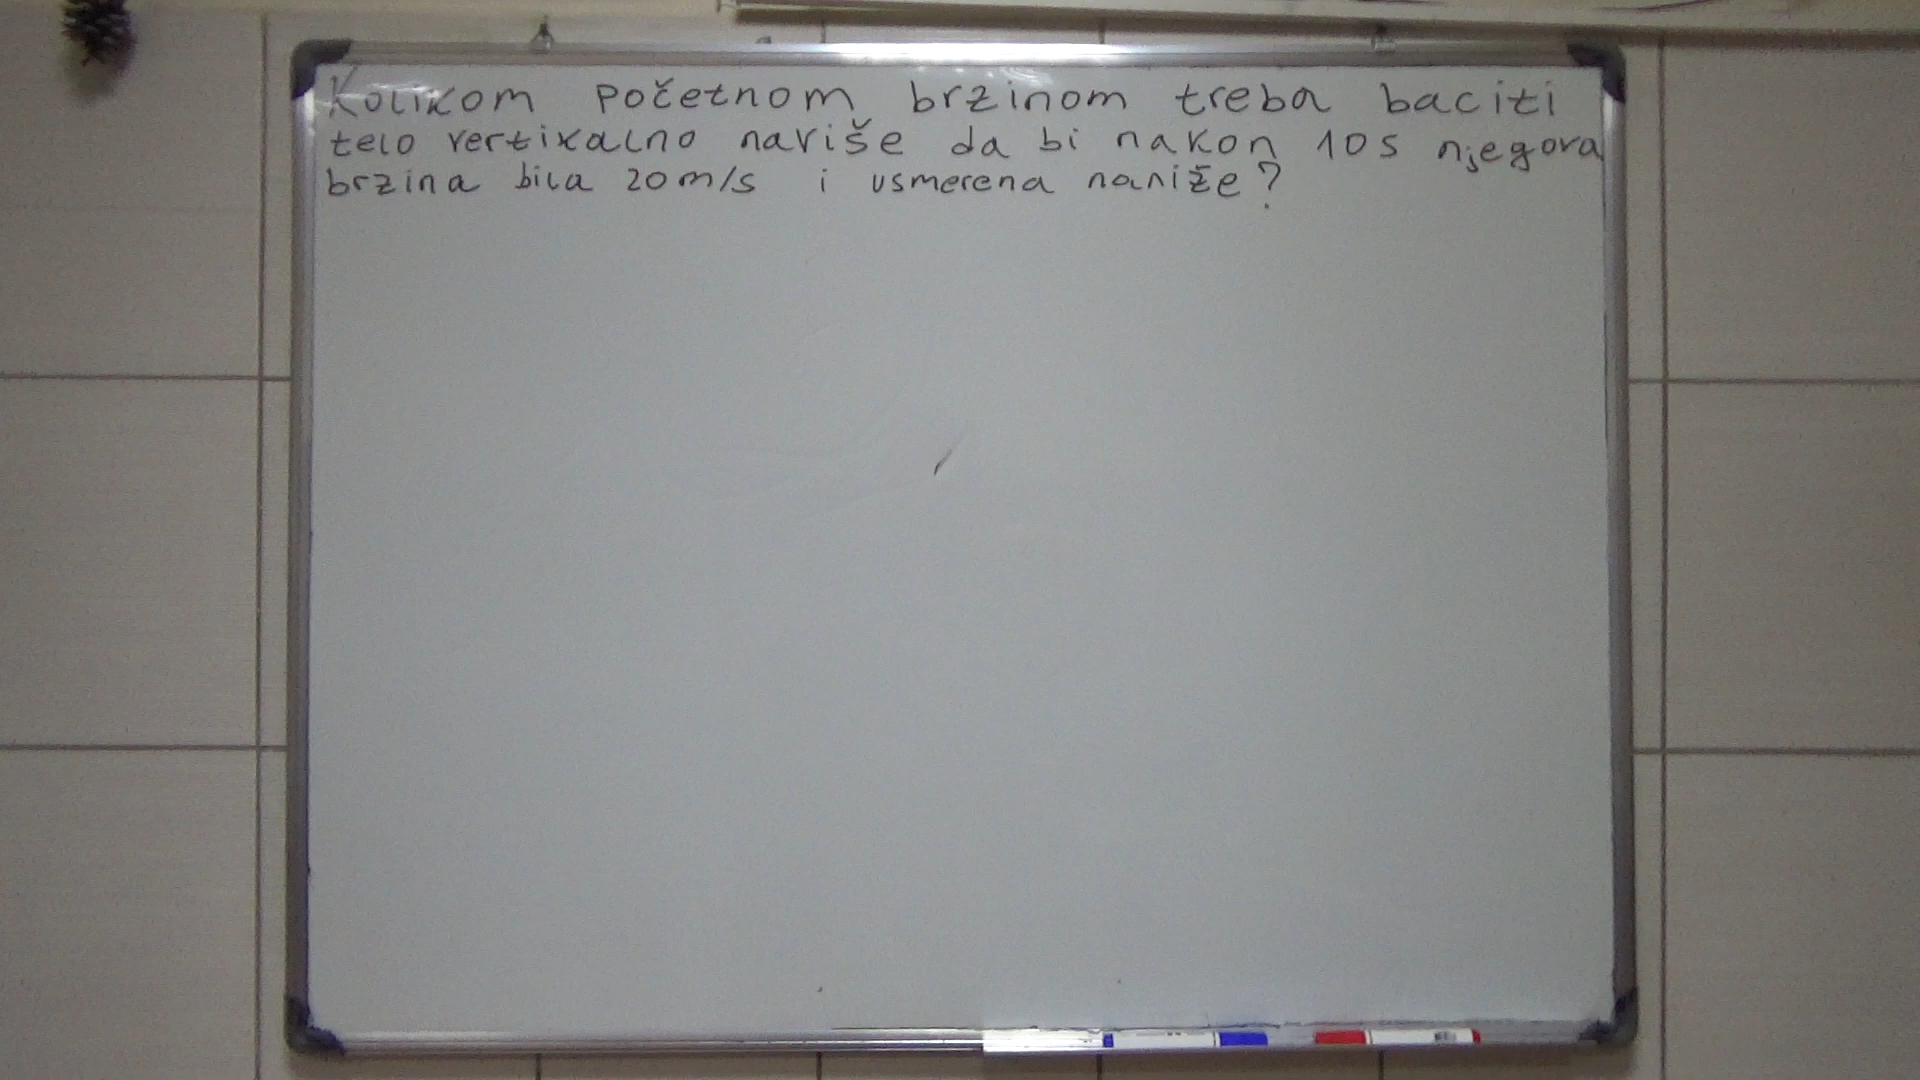 Kolikom početnom brzinom treba baciti
telo vertikalno naviše da bi nakon 10s njegova
brzina bila 20m/s i usmerena naniže?